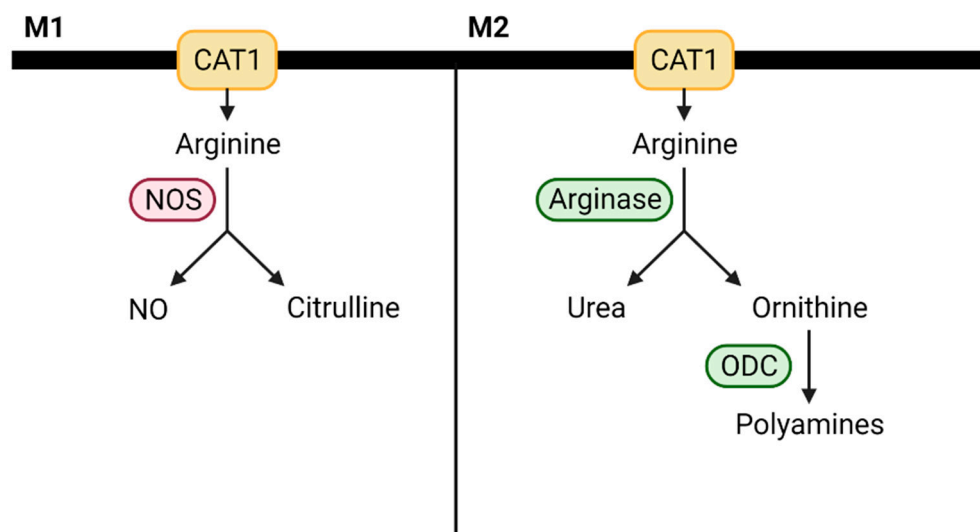 M1
CAT1
Arginine
NOS
NO
Citrulline
M2
CAT1
Arginine
Arginase
Urea
Ornithine
ODC
Polyamines